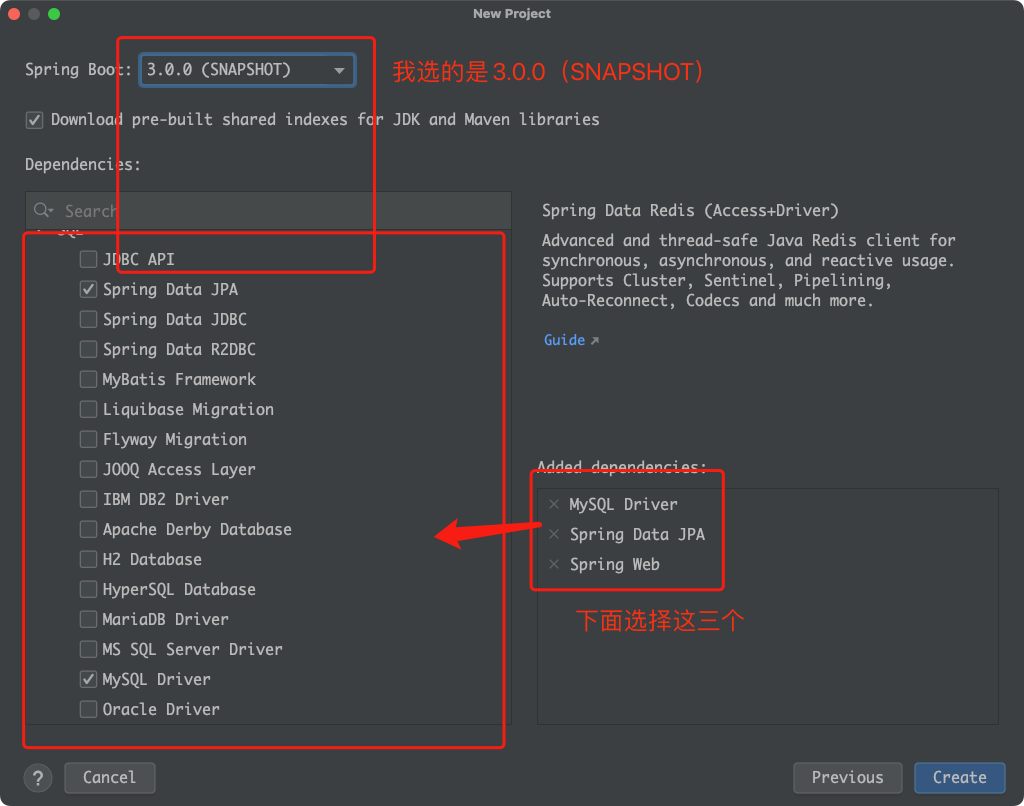 New Project
Spring Boot: 3.0.0 (SNAPSHOT)
我选的是3.0.0（SNAPSHOT）
Download pre-built shared indexes for JDK and Maven libraries
Dependencies:
Search
SQL
JDBC API
Spring Data JPA
Spring Data JDBC
Spring Data R2DBC
MyBatis Framework
Liquibase Migration
Flyway Migration
JOOQ Access Layer
IBM DB2 Driver
Apache Derby Database
H2 Database
HyperSQL Database
MariaDB Driver
MS SQL Server Driver
MySQL Driver
Oracle Driver
Spring Data Redis (Access+Driver)
Advanced and thread-safe Java Redis client for
synchronous, asynchronous, and reactive usage.
Supports Cluster, Sentinel, Pipelining,
Auto-Reconnect, Codecs and much more.
Guide
Added dependencies:
MySQL Driver
Spring Data JPA
Spring Web
下面选择这三个
?
Cancel
Previous
Create